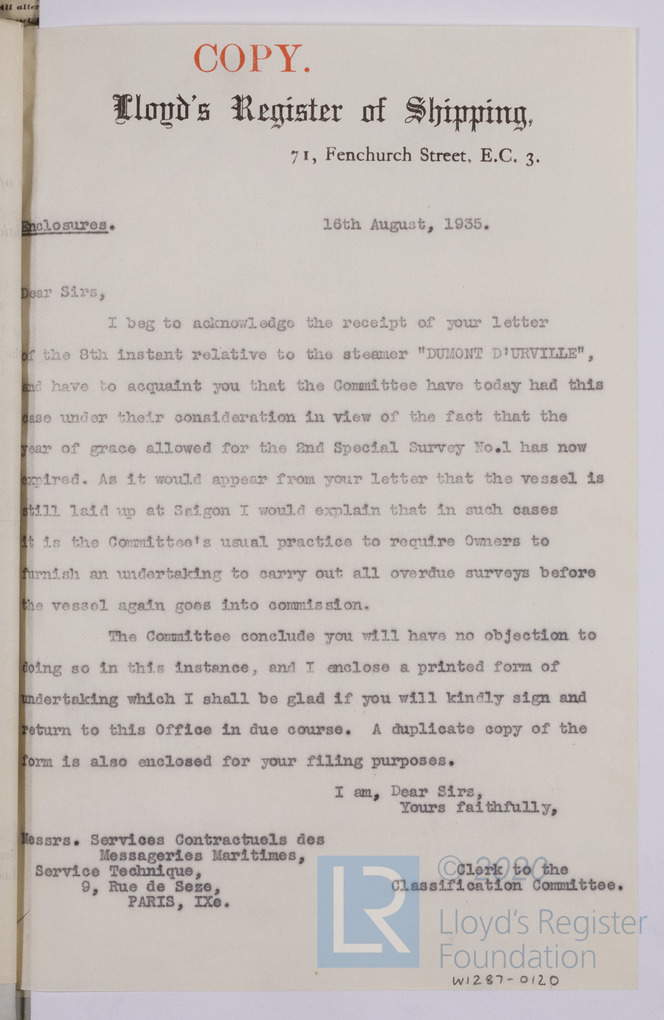 COPY.
Lloyd's Register of Shipping,
71, Fenchurch Street, E.C. 3.
Enclosures. 16th August, 1935.
Dear Sirs,
I beg to acknowledge the receipt of your letter
of the 8th instant relative to the steamer "DUMONT D'URVILLE",
and have to acquaint you that the Committee have today had this
case under their consideration in view of the fact that the
year of grace allowed for the 2nd Special Survey No.1 has now
expired. As it would appear from your letter that the vessel is
still laid up at Saigon I would explain that in such cases
it is the Committee's usual practice to require Owners to
furnish an undertaking to carry out all overdue surveys before
the vessel again goes into commission.
The Committee conclude you will have no objection to
doing so in this instance, and I enclose a printed form of
undertaking which I shall be glad if you will kindly sign and
return to this Office in due course. A duplicate copy of the
form is also enclosed for your filing purposes.
I am, Dear Sirs,
Yours faithfully,
Messrs. Services Contractuels des
Messageries Maritimes,
Service Technique,
9, Rue de Seze,
PARIS, IXe.
Clerk to the
Classification Committee.
© 2020
LR
Lloyd's Register
Foundation
W1287-0120